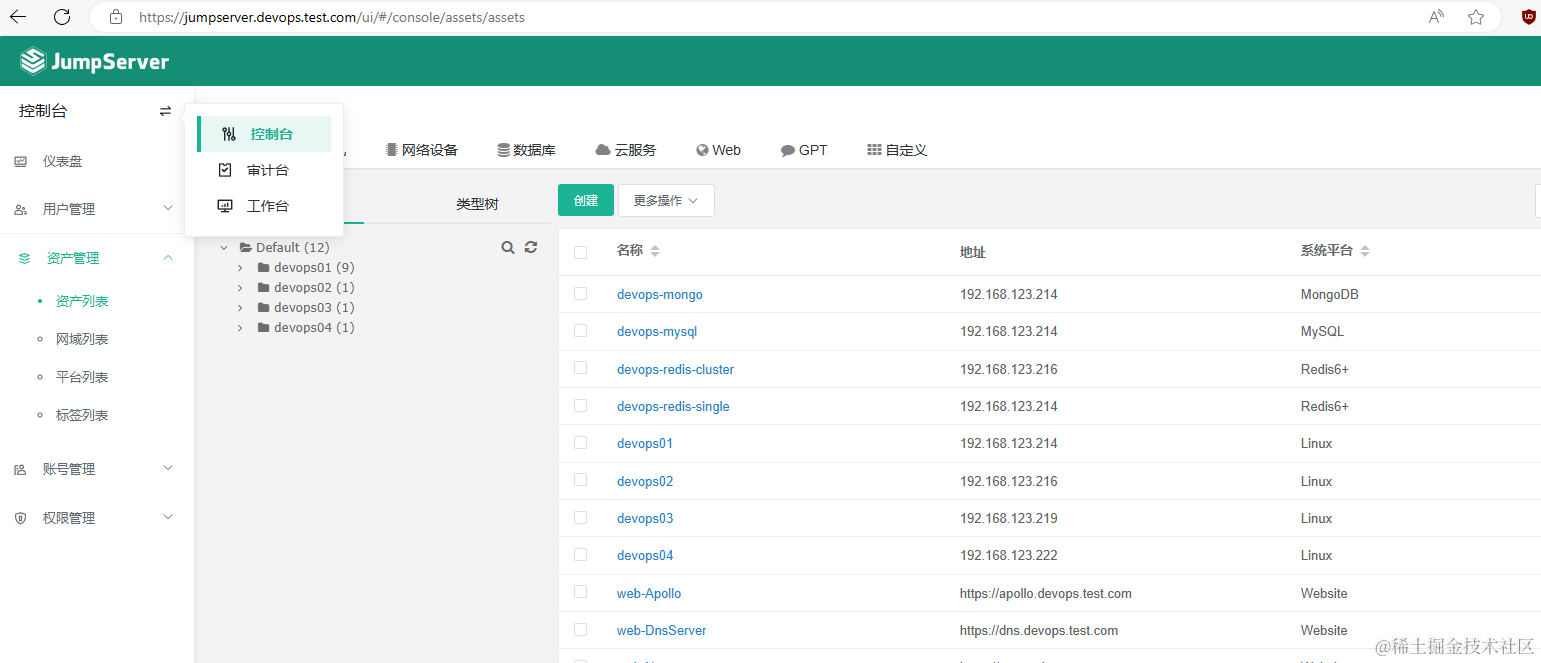 https://jumpserver.devops.test.com/ui/#/console/assets/assets
JumpServer
控制台
仪表盘
用户管理
资产管理
资产列表
网域列表
平台列表
标签列表
账号管理
权限管理
控制台
审计台
工作台
网络设备
数据库
云服务
Web
GPT
自定义
类型树
Default (12)
devops01 (9)
devops02 (1)
devops03 (1)
devops04 (1)
创建
更多操作
名称 地址 系统平台
devops-mongo 192.168.123.214 MongoDB
devops-mysql 192.168.123.214 MySQL
devops-redis-cluster 192.168.123.216 Redis6+
devops-redis-single 192.168.123.214 Redis6+
devops01 192.168.123.214 Linux
devops02 192.168.123.216 Linux
devops03 192.168.123.219 Linux
devops04 192.168.123.222 Linux
web-Apollo https://apollo.devops.test.com Website
web-DnsServer https://dns.devops.test.com Website
@稀土掘金技术社区